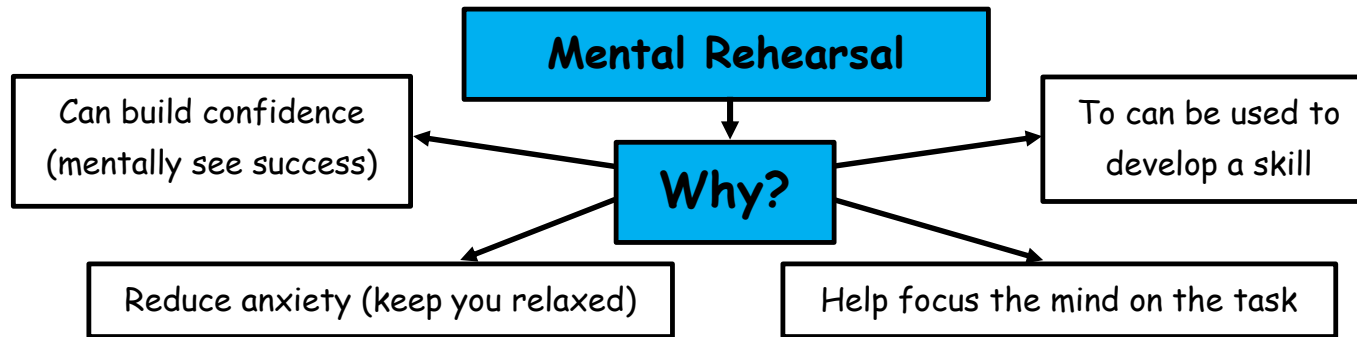 Mental Rehearsal
Can build confidence
(mentally see success)
To can be used to
develop a skill
Why?
Reduce anxiety (keep you relaxed)
Help focus the mind on the task